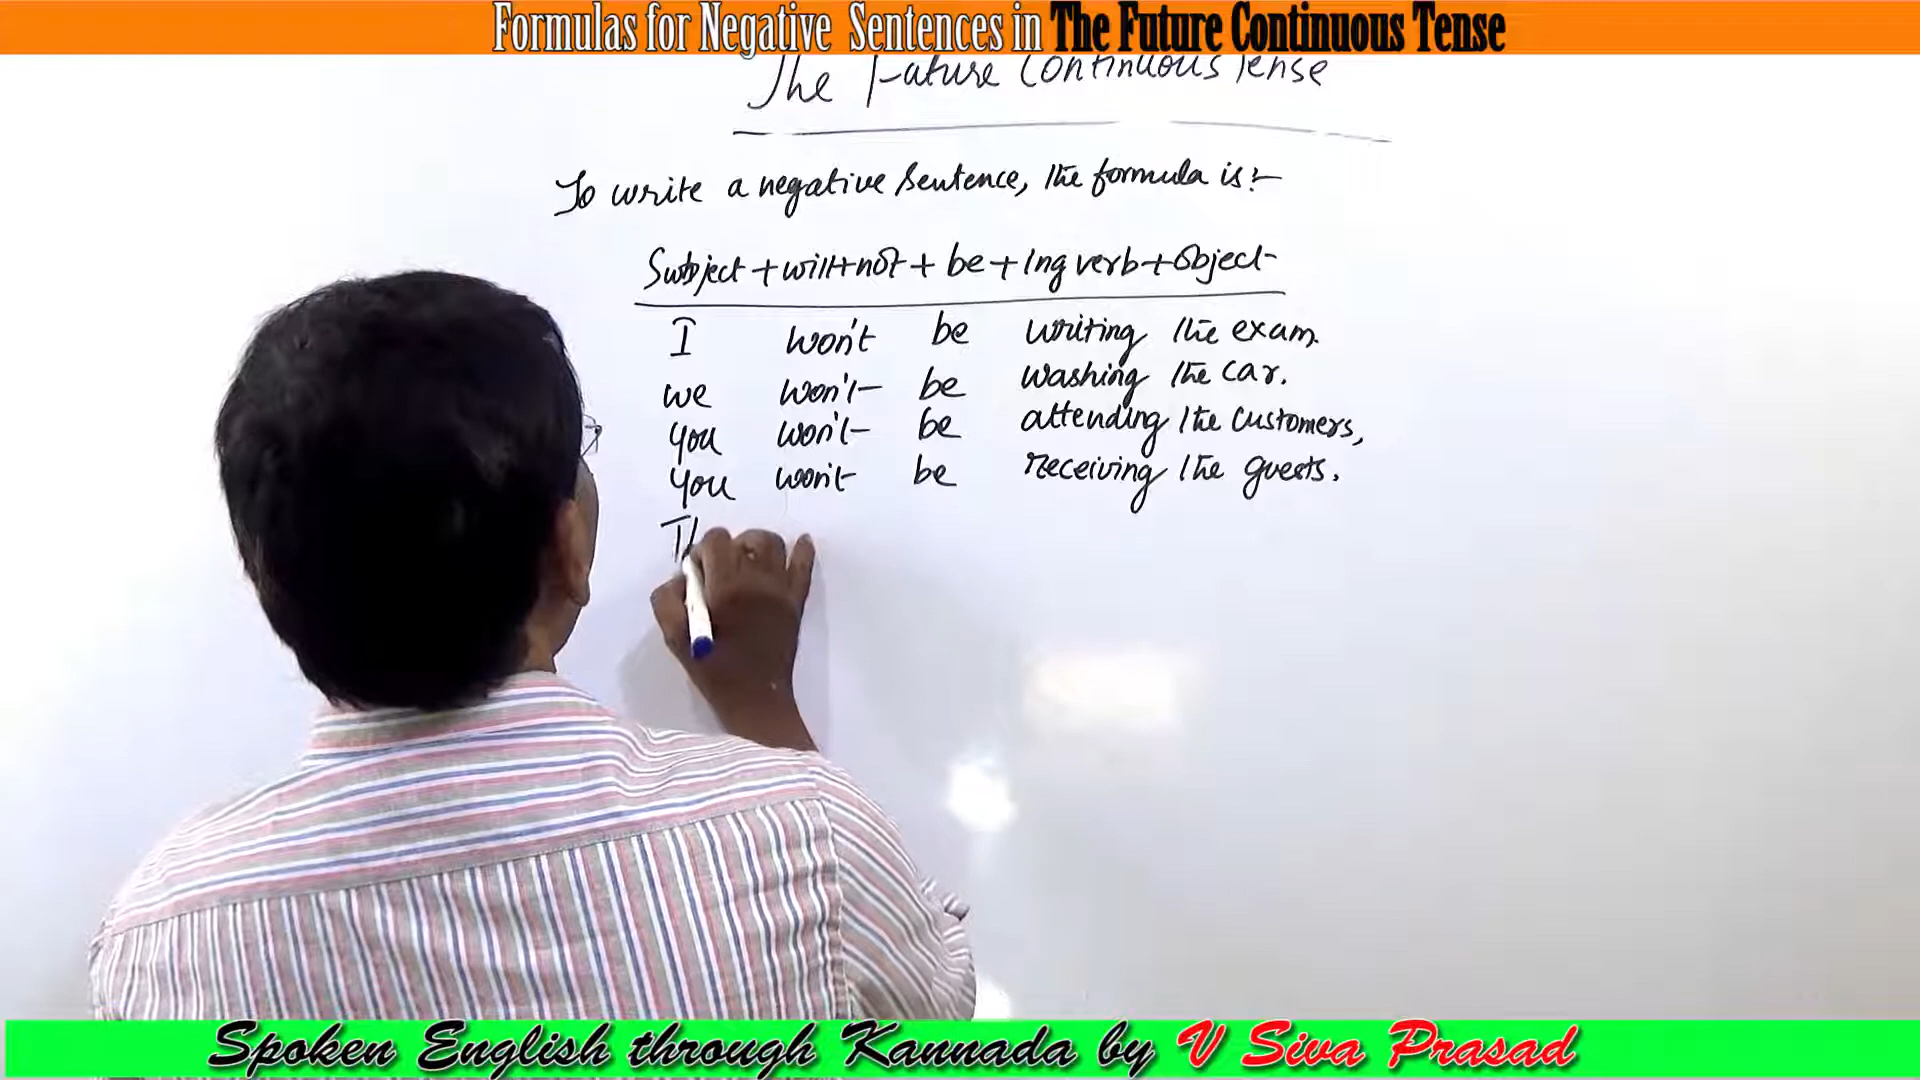 Formulas for Negative Sentences in The Future Continuous Tense
The Future Continuous Tense
To write a negative sentence, the formula is:-
Subject + will + not + be + Ing verb + Object
I won't be writing the exam.
we won't be washing the car.
you won't be attending the customers,
you won't be receiving the guests.
Th
Spoken English through Kannada by V Siva Prasad